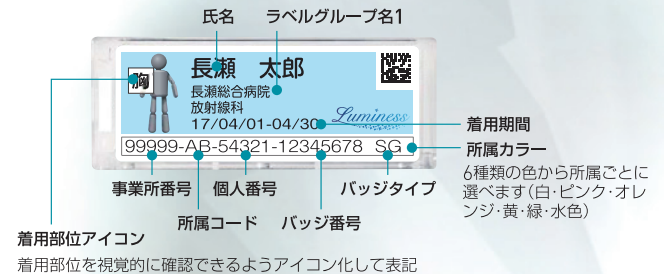 氏名 ラベルグループ名1
胸
長瀬 太郎
長瀬総合病院
放射線科
17/04/01-04/30
Luminess
着用期間
99999-AB-54321-12345678 SG
所属カラー
6種類の色から所属ごとに
選べます(白・ピンク・オレ
ンジ・黄・緑・水色)
事業所番号 個人番号 バッジタイプ
所属コード バッジ番号
着用部位アイコン
着用部位を視覚的に確認できるようアイコン化して表記